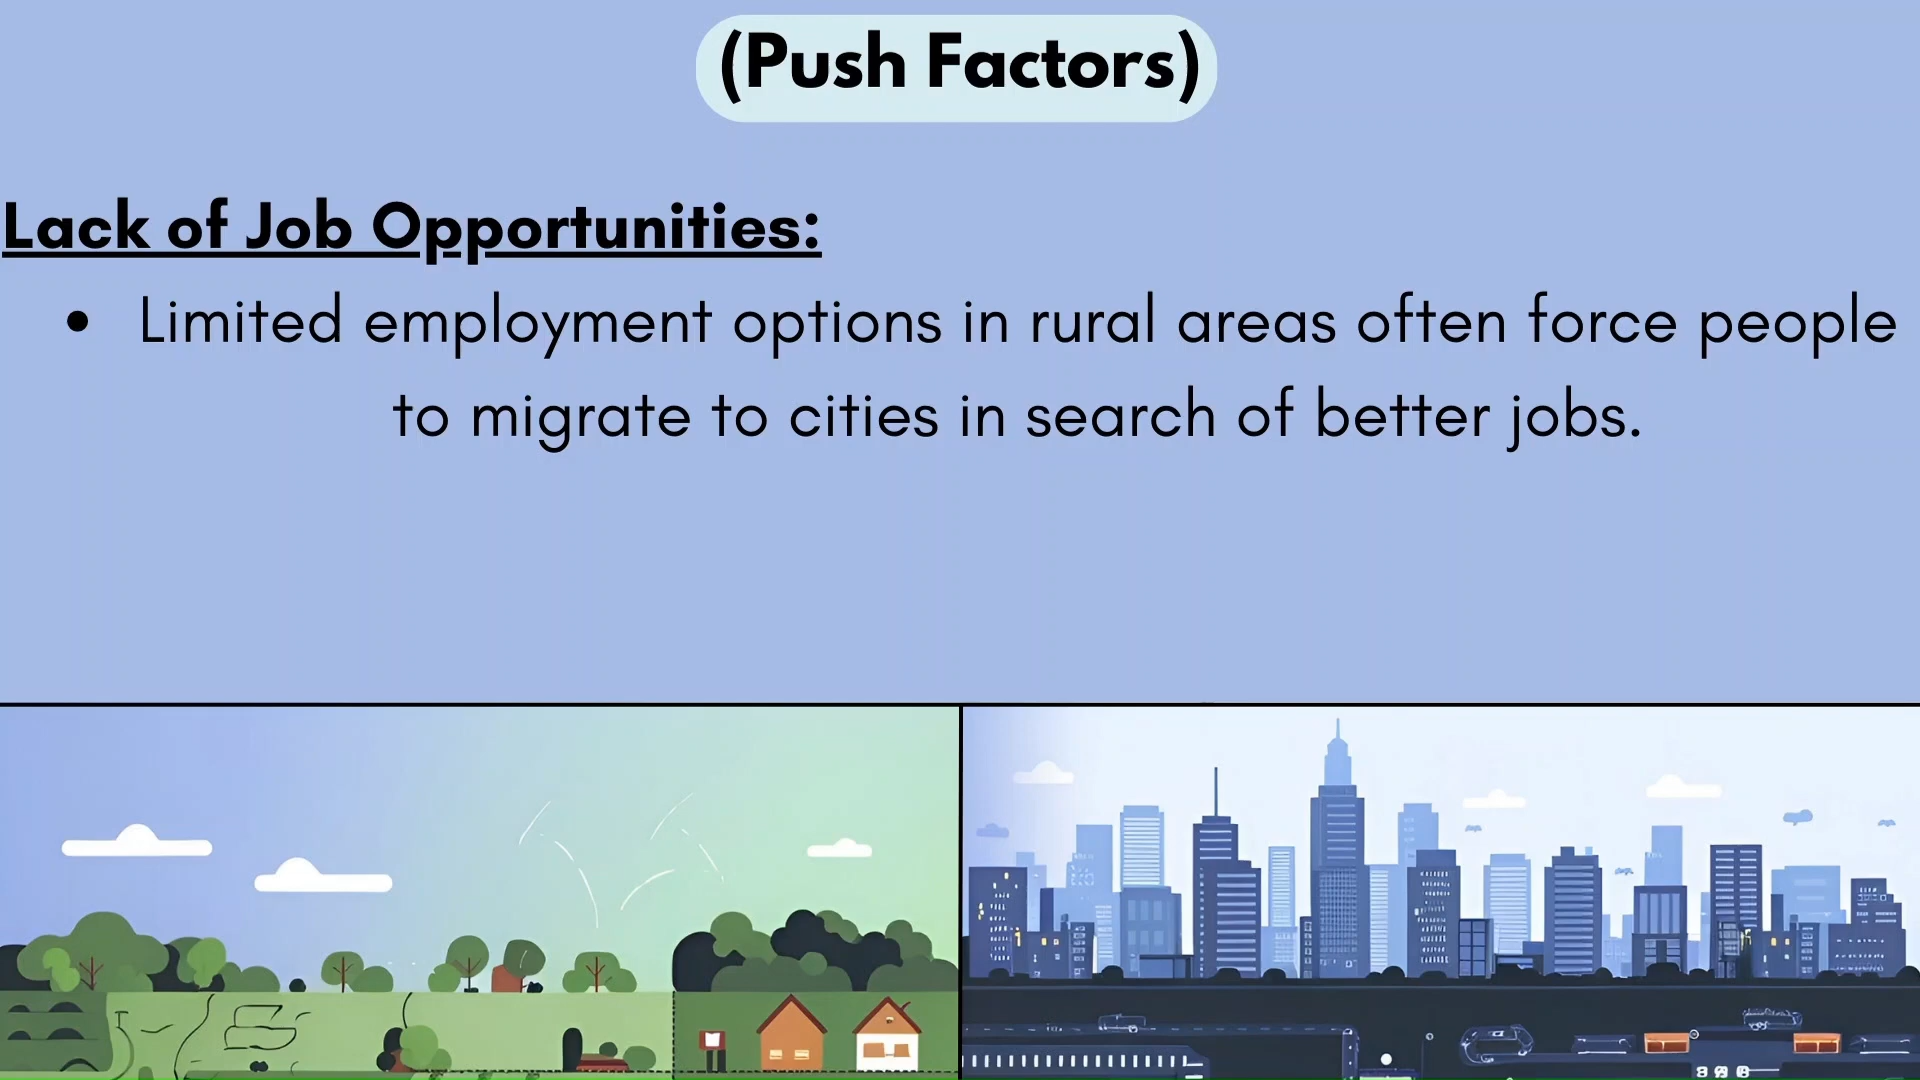 (Push Factors)
Lack of Job Opportunities:
• Limited employment options in rural areas often force people
to migrate to cities in search of better jobs.